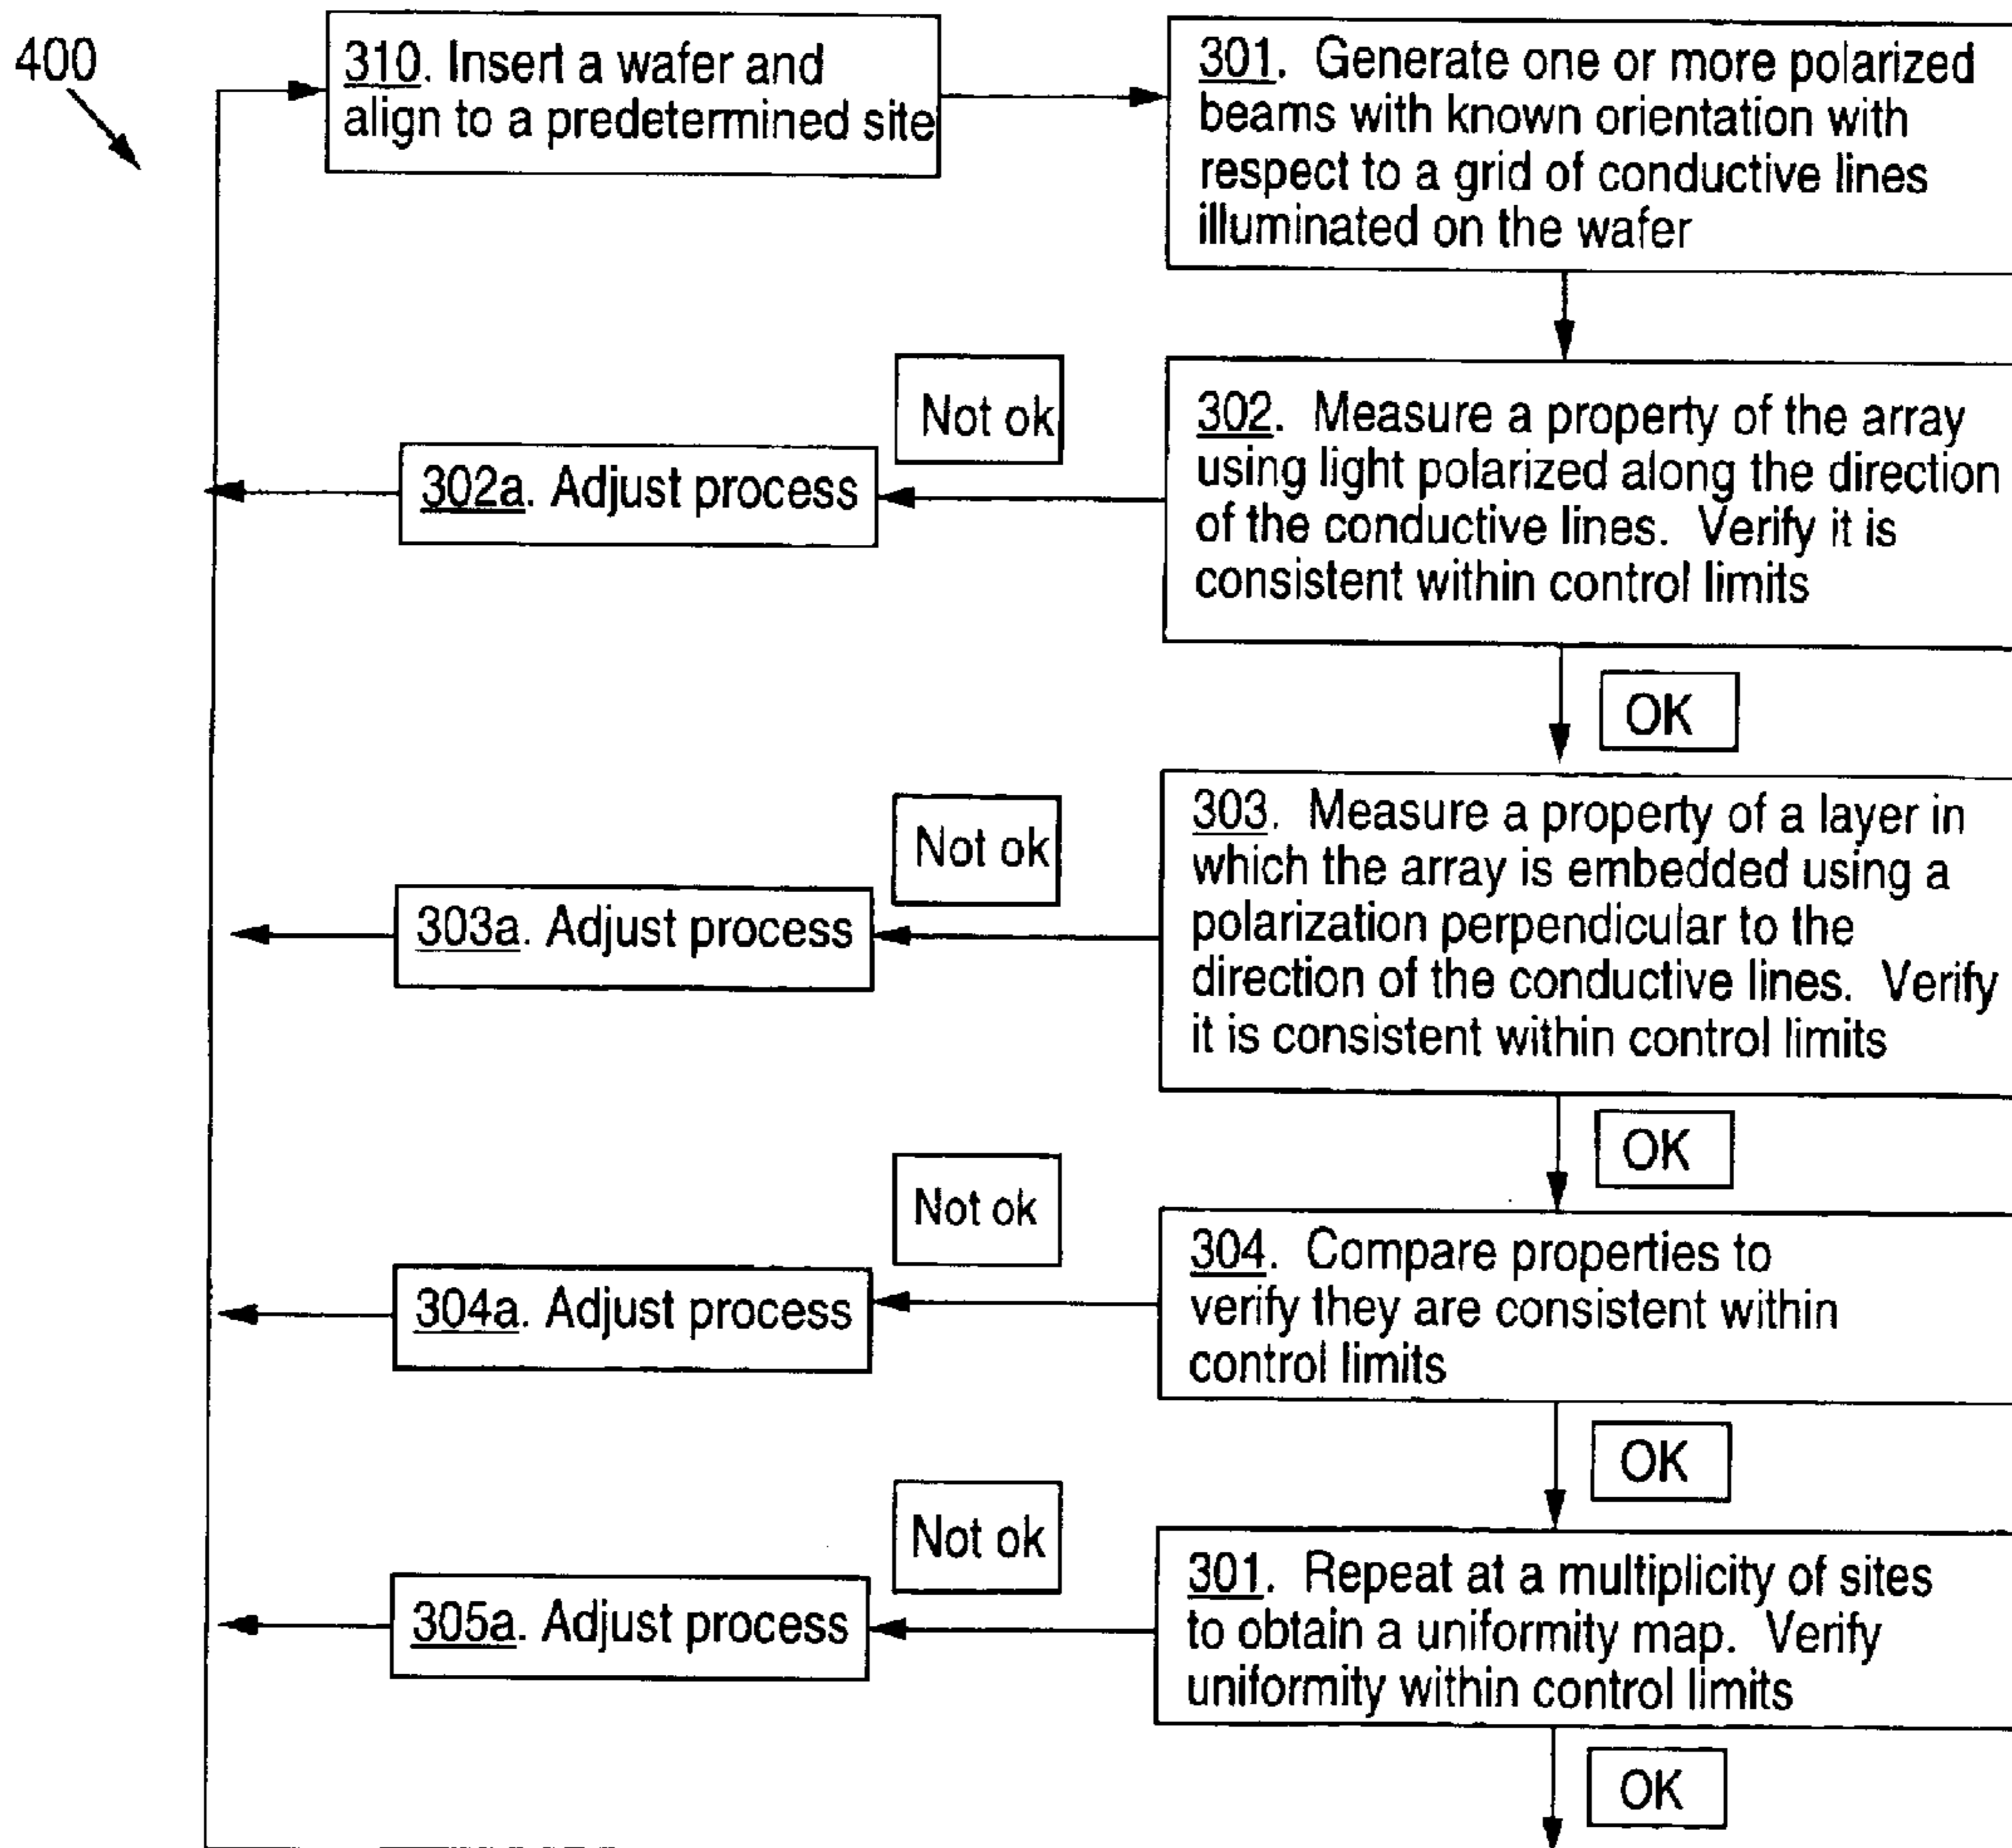 400
310. Insert a wafer and
align to a predetermined site
301. Generate one or more polarized
beams with known orientation with
respect to a grid of conductive lines
illuminated on the wafer
Not ok
302a. Adjust process
302. Measure a property of the array
using light polarized along the direction
of the conductive lines. Verify it is
consistent within control limits
OK
Not ok
303a. Adjust process
303. Measure a property of a layer in
which the array is embedded using a
polarization perpendicular to the
direction of the conductive lines. Verify
it is consistent within control limits
OK
Not ok
304a. Adjust process
304. Compare properties to
verify they are consistent within
control limits
OK
Not ok
305a. Adjust process
301. Repeat at a multiplicity of sites
to obtain a uniformity map. Verify
uniformity within control limits
OK